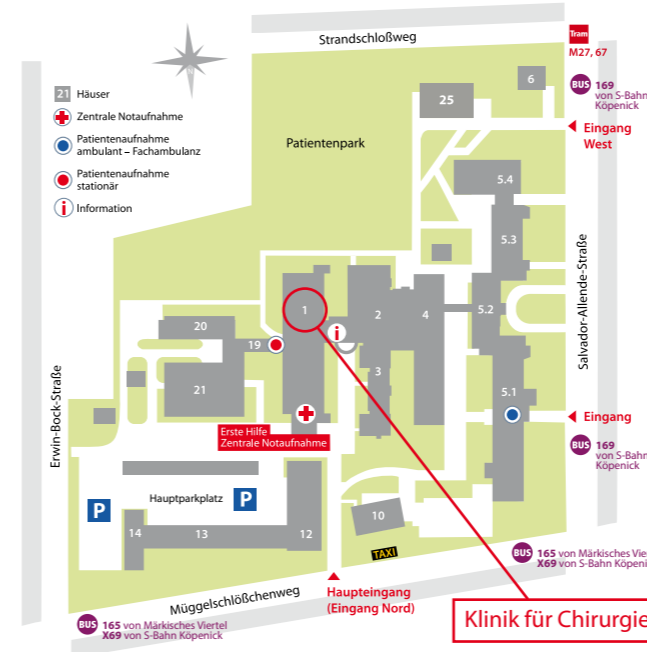 Strandschloßweg
Tram
M27, 67
N
21 Häuser
Zentrale Notaufnahme
Patientenaufnahme
ambulant – Fachambulanz
Patientenaufnahme
stationär
i Information
6
25
BUS 169
von S-Bahn
Köpenick
Eingang
West
Patientenpark
5.4
5.3
Salvador-Allende-Straße
1
2
4
5.2
20
i
19
3
21
5.1
Erwin-Bock-Straße
Eingang
Erste Hilfe
Zentrale Notaufnahme
BUS 169
von S-Bahn
Köpenick
P
Hauptparkplatz
P
10
14
13
12
TAXI
BUS 165 von Märkisches Vier
X69 von S-Bahn Köpenic
Müggelschlößchenweg
Haupteingang
(Eingang Nord)
Klinik für Chirurgie
BUS 165 von Märkisches Viertel
X69 von S-Bahn Köpenick